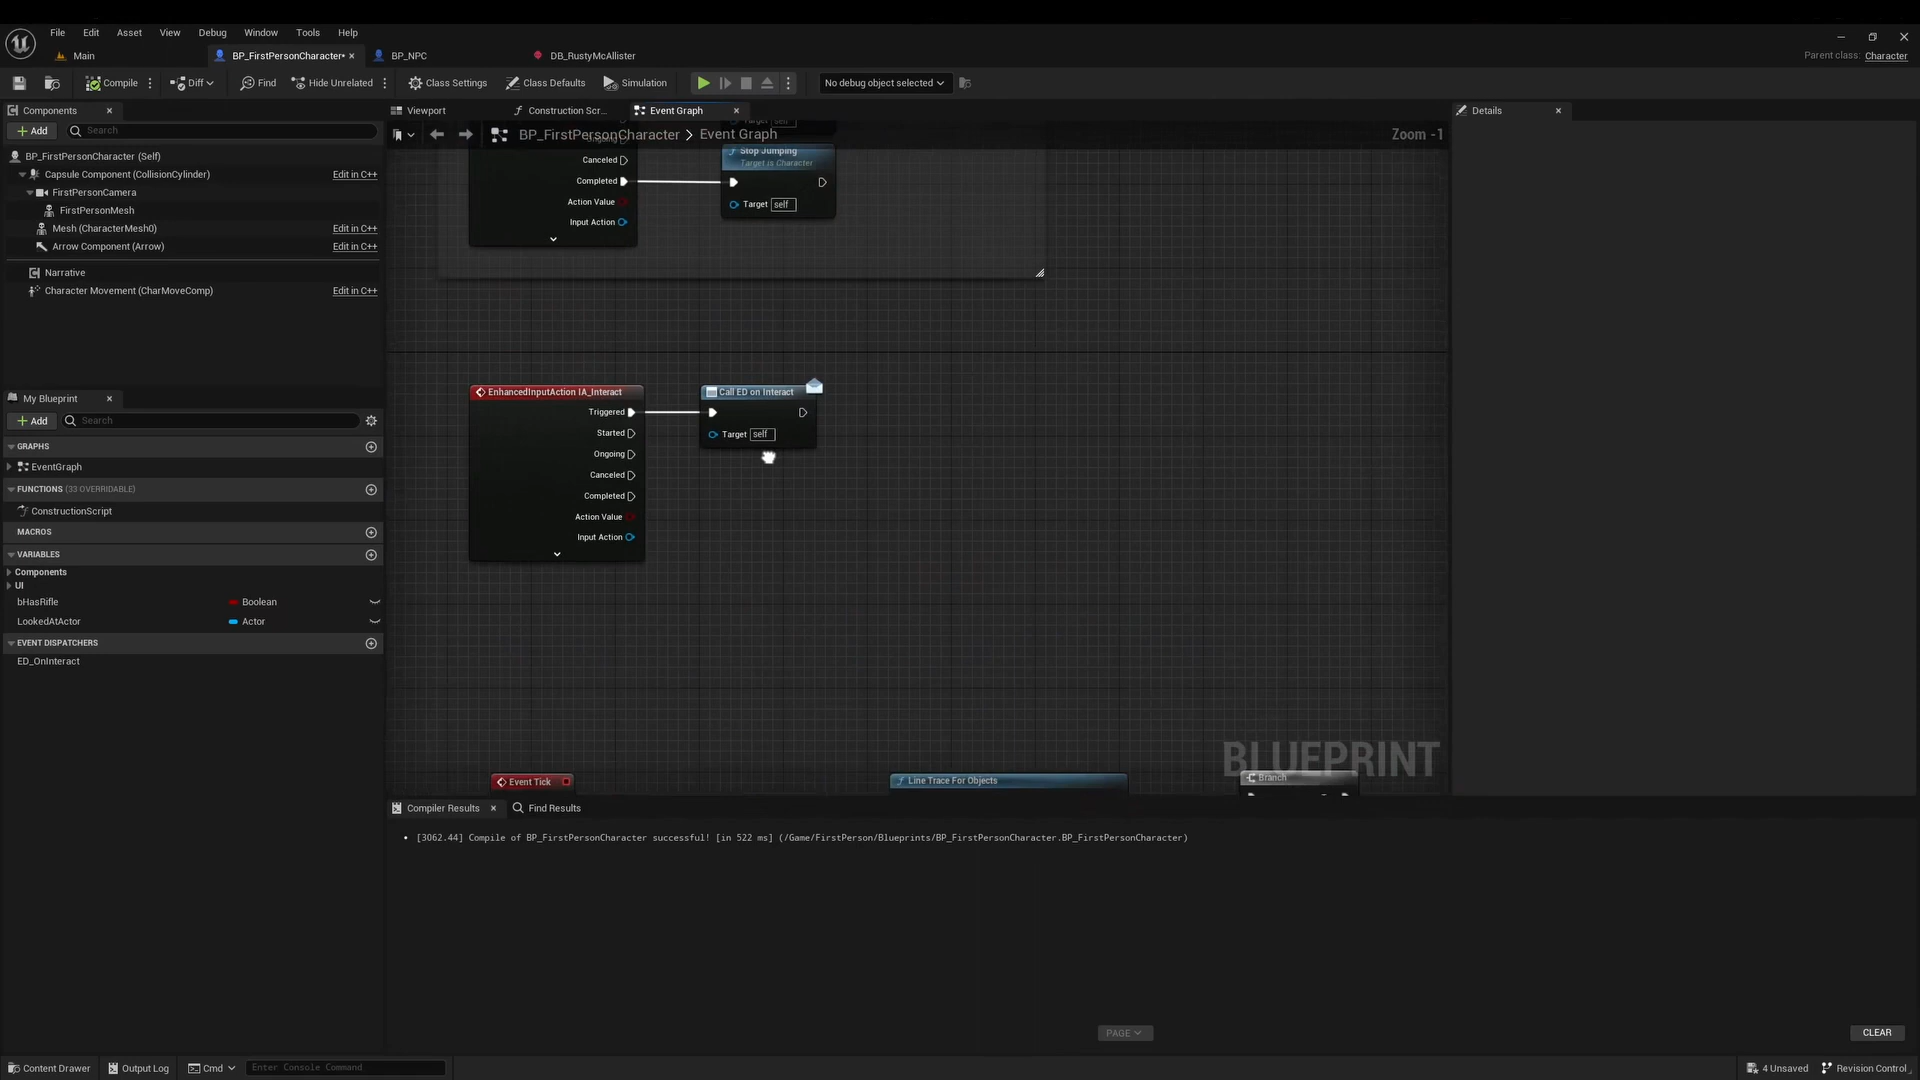 File Edit Asset View Debug Window Tools Help
Main BP_FirstPersonCharacter• BP_NPC DB_RustyMcAllister
Parent class: Character
Compile Diff Find Hide Unrelated Class Settings Class Defaults Simulation No debug object selected
Components
Add Search
BP_FirstPersonCharacter (Self)
Capsule Component (CollisionCylinder) Edit in C++
FirstPersonCamera
FirstPersonMesh
Mesh (CharacterMesh0) Edit in C++
Arrow Component (Arrow) Edit in C++
Narrative
Character Movement (CharMoveComp) Edit in C++
My Blueprint
Add Search
GRAPHS
EventGraph
FUNCTIONS (33 OVERRIDABLE)
ConstructionScript
MACROS
VARIABLES
Components
UI
bHasRifle Boolean
LookedAtActor Actor
EVENT DISPATCHERS
ED_OnInteract
Viewport Construction Scr... Event Graph
BP_FirstPersonCharacter > Event Graph
Zoom -1
Target self
Ongoing
Canceled
Completed
Action Value
Input Action
Stop Jumping
Target is Character
Target self
EnhancedInputAction IA_Interact
Triggered
Started
Ongoing
Canceled
Completed
Action Value
Input Action
Call ED on Interact
Target self
Event Tick
Line Trace For Objects
Branch
BLUEPRINT
Details
Compiler Results Find Results
[3062.44] Compile of BP_FirstPersonCharacter successful! [in 522 ms] (/Game/FirstPerson/Blueprints/BP_FirstPersonCharacter.BP_FirstPersonCharacter)
PAGE
CLEAR
Content Drawer Output Log Cmd Enter Console Command
4 Unsaved Revision Control